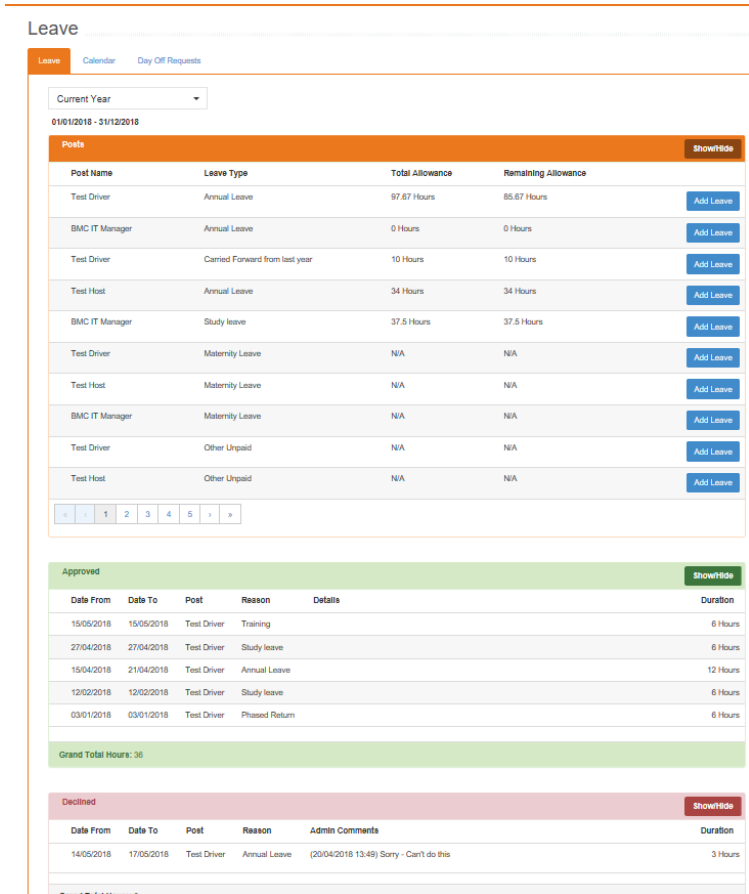 Leave
Leave Calendar Day Off Requests
Current Year
01/01/2018 - 31/12/2018
Posts Show/Hide
Post Name Leave Type Total Allowance Remaining Allowance
Test Driver Annual Leave 97.67 Hours 85.67 Hours Add Leave
BMC IT Manager Annual Leave 0 Hours 0 Hours Add Leave
Test Driver Carried Forward from last year 10 Hours 10 Hours Add Leave
Test Host Annual Leave 34 Hours 34 Hours Add Leave
BMC IT Manager Study leave 37.5 Hours 37.5 Hours Add Leave
Test Driver Maternity Leave N/A N/A Add Leave
Test Host Maternity Leave N/A N/A Add Leave
BMC IT Manager Maternity Leave N/A N/A Add Leave
Test Driver Other Unpaid N/A N/A Add Leave
Test Host Other Unpaid N/A N/A Add Leave
« ‹ 1 2 3 4 5 › »
Approved Show/Hide
Date From Date To Post Reason Details Duration
15/05/2018 15/05/2018 Test Driver Training 6 Hours
27/04/2018 27/04/2018 Test Driver Study leave 6 Hours
15/04/2018 21/04/2018 Test Driver Annual Leave 12 Hours
12/02/2018 12/02/2018 Test Driver Study leave 6 Hours
03/01/2018 03/01/2018 Test Driver Phased Return 6 Hours
Grand Total Hours: 36
Declined Show/Hide
Date From Date To Post Reason Admin Comments Duration
14/05/2018 17/05/2018 Test Driver Annual Leave (20/04/2018 13:49) Sorry - Can't do this 3 Hours